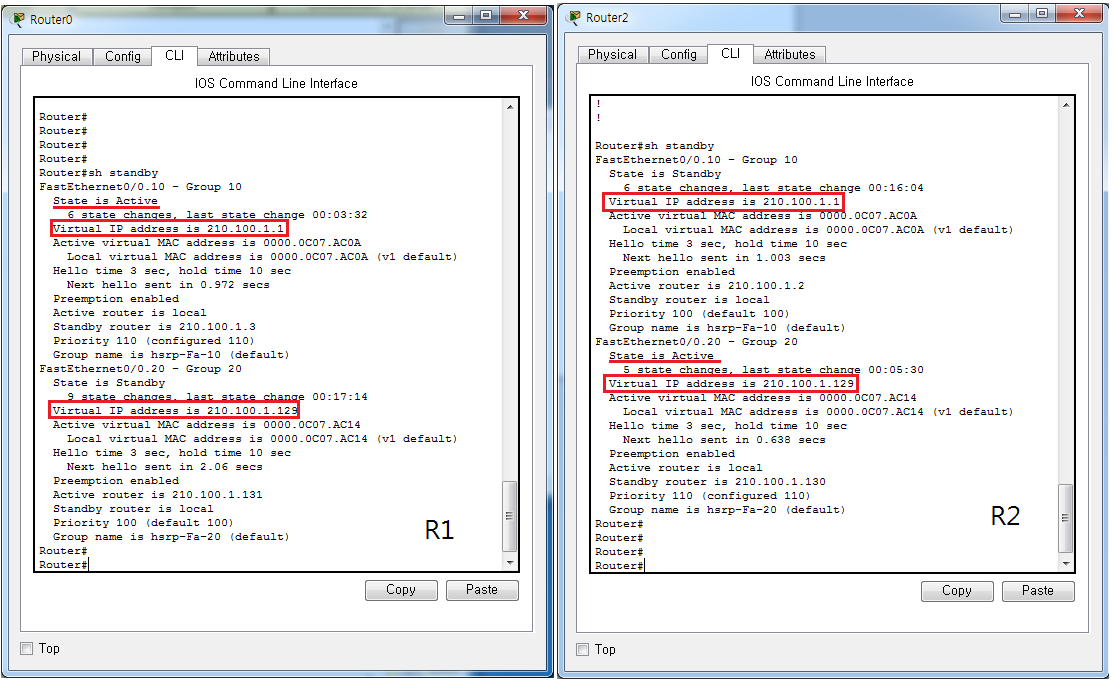 Router0
Physical
Config
CLI
Attributes
IOS Command Line Interface
Router#
Router#
Router#
Router#
Router#sh standby
FastEthernet0/0.10 - Group 10
State is Active
6 state changes, last state change 00:03:32
Virtual IP address is 210.100.1.1
Active virtual MAC address is 0000.0C07.AC0A
Local virtual MAC address is 0000.0C07.AC0A (v1 default)
Hello time 3 sec, hold time 10 sec
Next hello sent in 0.972 secs
Preemption enabled
Active router is local
Standby router is 210.100.1.3
Priority 110 (configured 110)
Group name is hsrp-Fa-10 (default)
FastEthernet0/0.20 - Group 20
State is Standby
9 state changes, last state change 00:17:14
Virtual IP address is 210.100.1.129
Active virtual MAC address is 0000.0C07.AC14
Local virtual MAC address is 0000.0C07.AC14 (v1 default)
Hello time 3 sec, hold time 10 sec
Next hello sent in 2.06 secs
Preemption enabled
Active router is 210.100.1.131
Standby router is local
Priority 100 (default 100)
Group name is hsrp-Fa-20 (default)
Router#
Router#
R1
Copy
Paste
Top
Router2
Physical
Config
CLI
Attributes
IOS Command Line Interface
!
!
Router#sh standby
FastEthernet0/0.10 - Group 10
State is Standby
6 state changes, last state change 00:16:04
Virtual IP address is 210.100.1.1
Active virtual MAC address is 0000.0C07.AC0A
Local virtual MAC address is 0000.0C07.AC0A (v1 default)
Hello time 3 sec, hold time 10 sec
Next hello sent in 1.003 secs
Preemption enabled
Active router is 210.100.1.2
Standby router is local
Priority 100 (default 100)
Group name is hsrp-Fa-10 (default)
FastEthernet0/0.20 - Group 20
State is Active
5 state changes, last state change 00:05:30
Virtual IP address is 210.100.1.129
Active virtual MAC address is 0000.0C07.AC14
Local virtual MAC address is 0000.0C07.AC14 (v1 default)
Hello time 3 sec, hold time 10 sec
Next hello sent in 0.638 secs
Preemption enabled
Active router is local
Standby router is 210.100.1.130
Priority 110 (configured 110)
Group name is hsrp-Fa-20 (default)
Router#
Router#
Router#
Router#
R2
Copy
Paste
Top